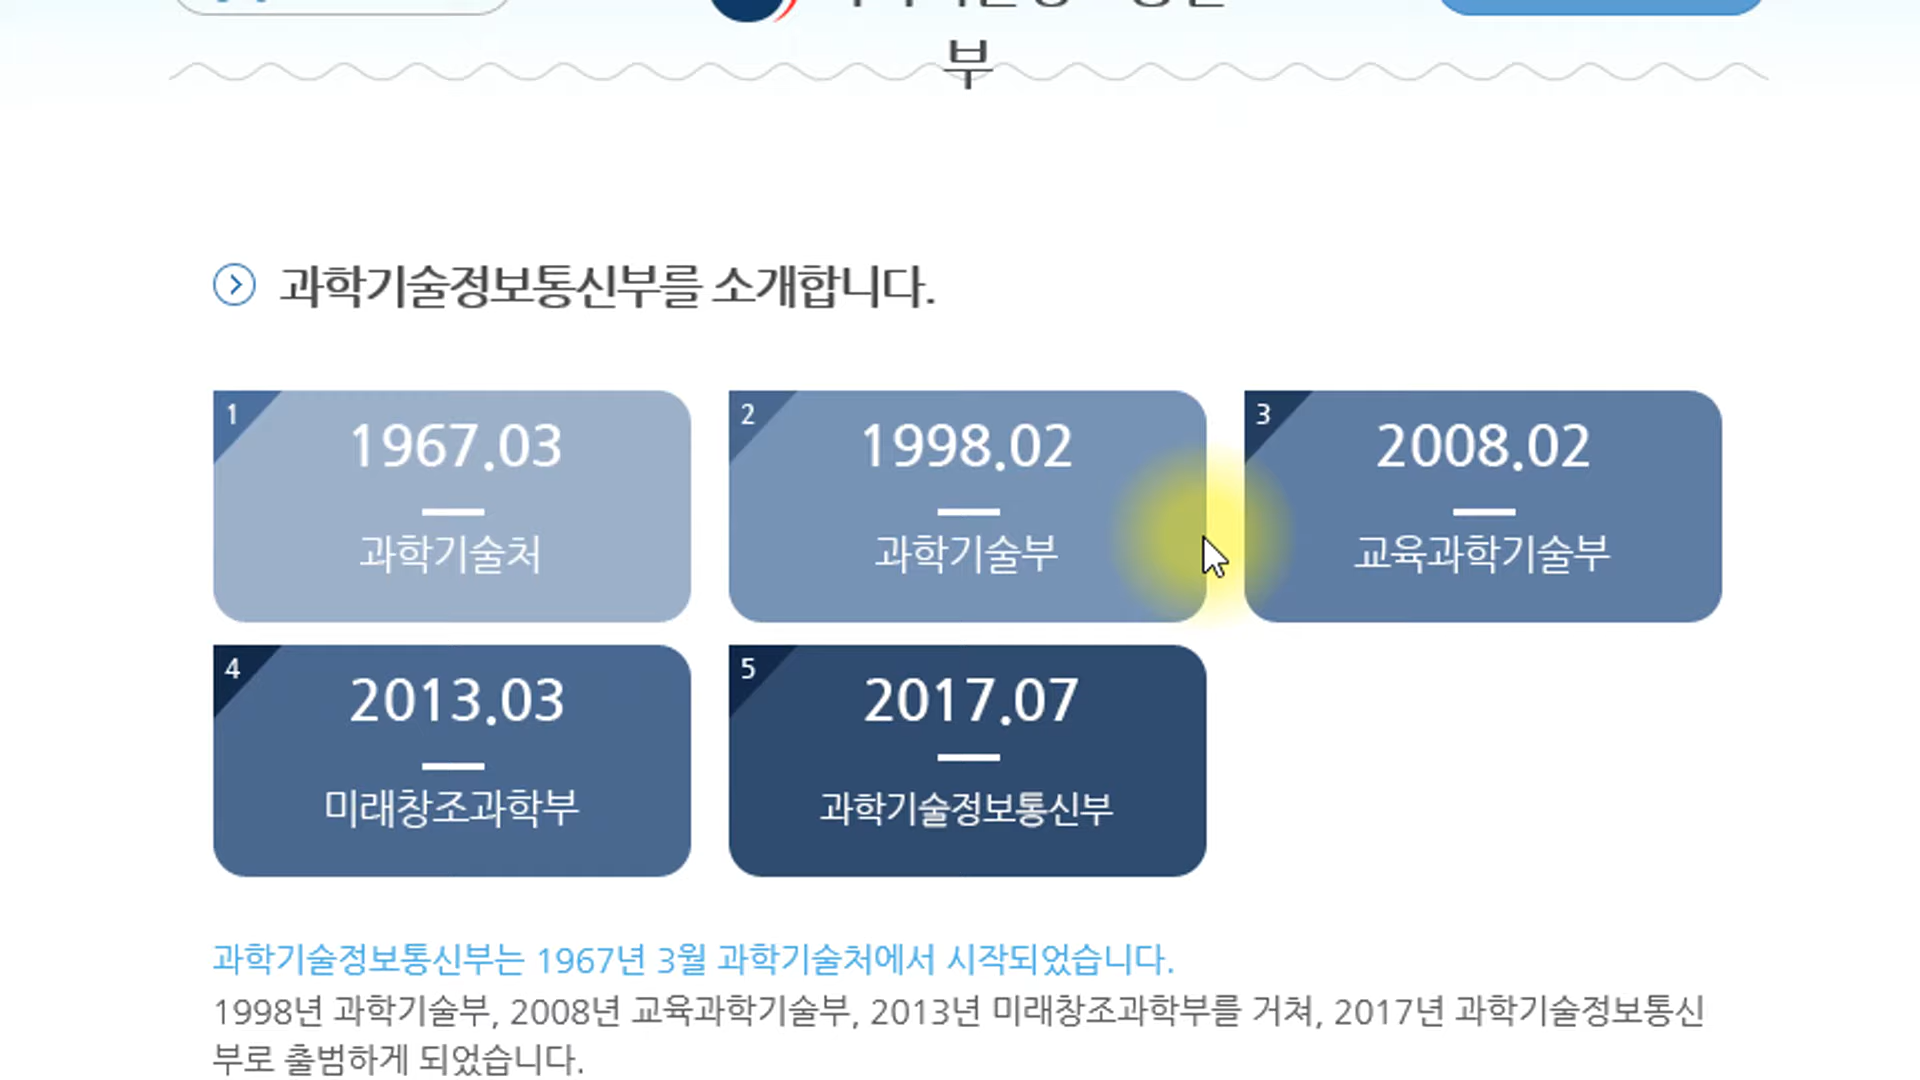 부
과학기술정보통신부를 소개합니다.
1
1967.03
과학기술처
2
1998.02
과학기술부
3
2008.02
교육과학기술부
4
2013.03
미래창조과학부
5
2017.07
과학기술정보통신부
과학기술정보통신부는 1967년 3월 과학기술처에서 시작되었습니다.
1998년 과학기술부, 2008년 교육과학기술부, 2013년 미래창조과학부를 거쳐, 2017년 과학기술정보통신
부로 출범하게 되었습니다.